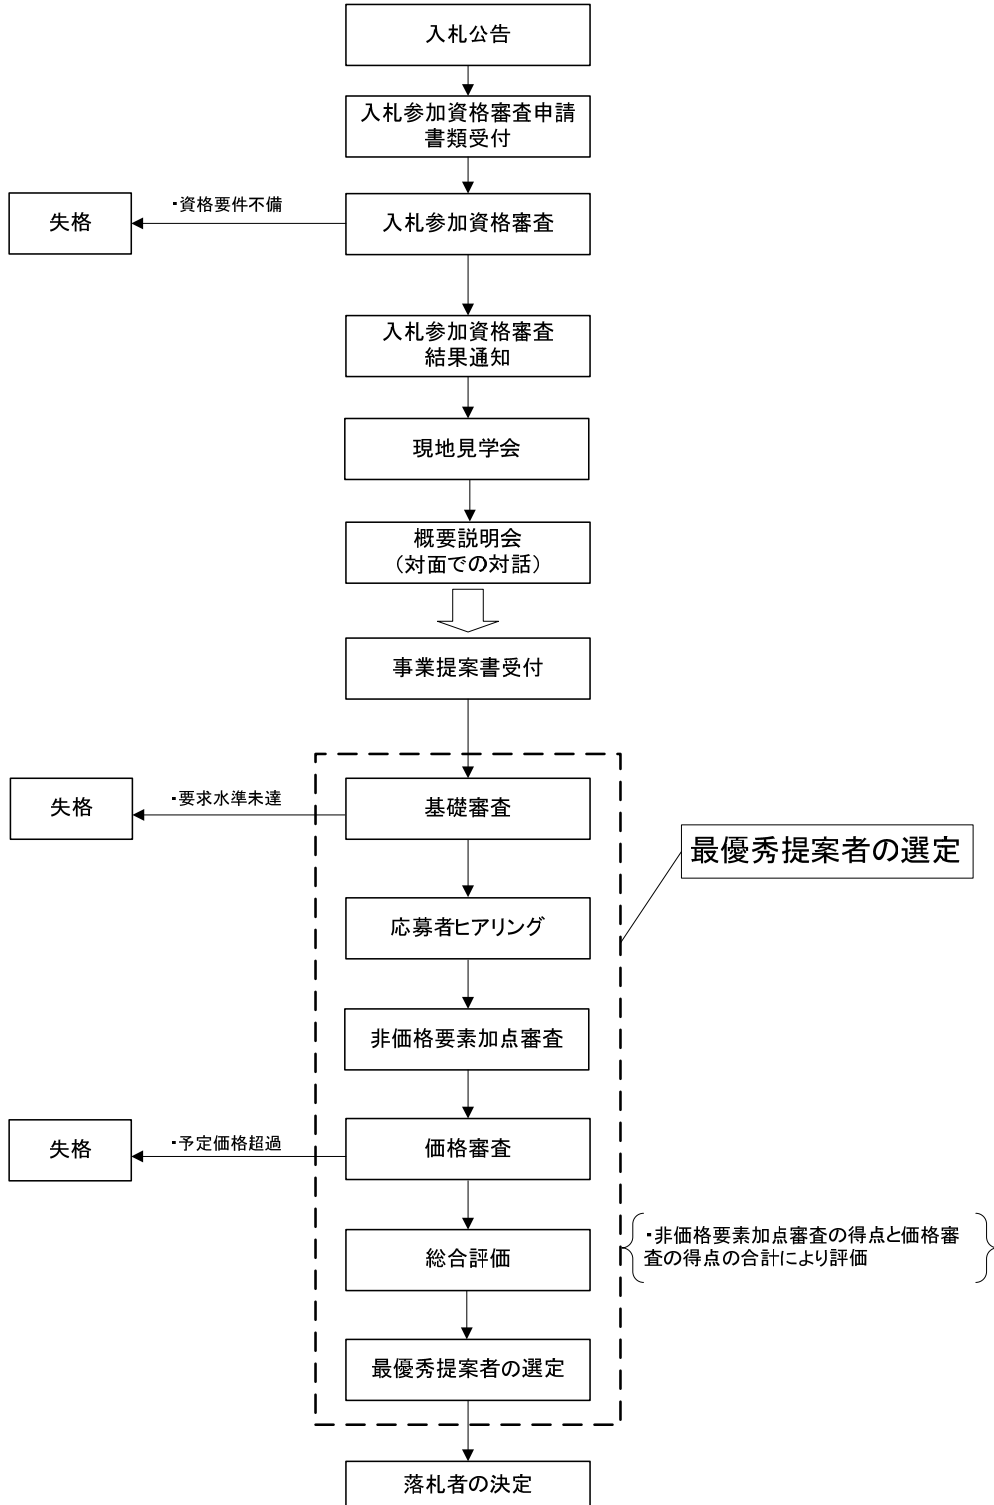 入札公告
入札参加資格審査申請
書類受付
失格
・資格要件不備
入札参加資格審査
入札参加資格審査
結果通知
現地見学会
概要説明会
（対面での対話）
事業提案書受付
失格
・要求水準未達
基礎審査
最優秀提案者の選定
応募者ヒアリング
非価格要素加点審査
失格
・予定価格超過
価格審査
・非価格要素加点審査の得点と価格審
査の得点の合計により評価
総合評価
最優秀提案者の選定
落札者の決定